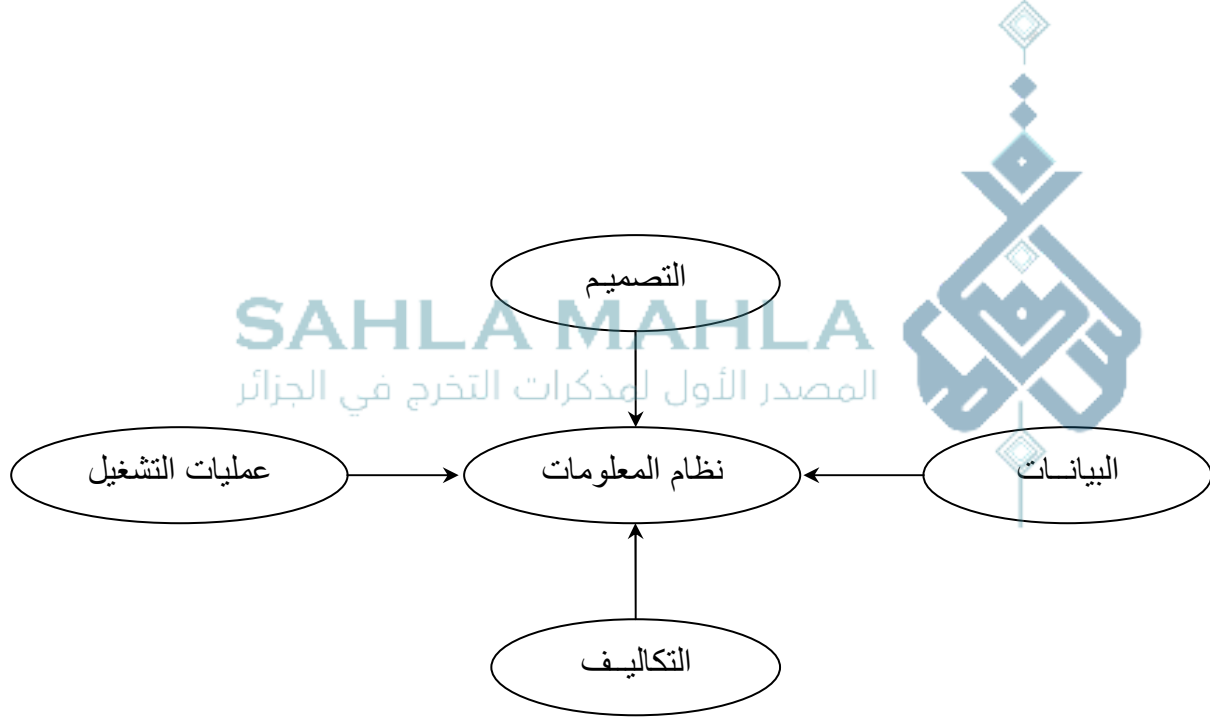 التصميـم
SAHLA MAHLA
المصدر الأول لمذكرات التخرج في الجزائر
البيانــات
نظام المعلومات
عمليات التشغيل
التكاليـف